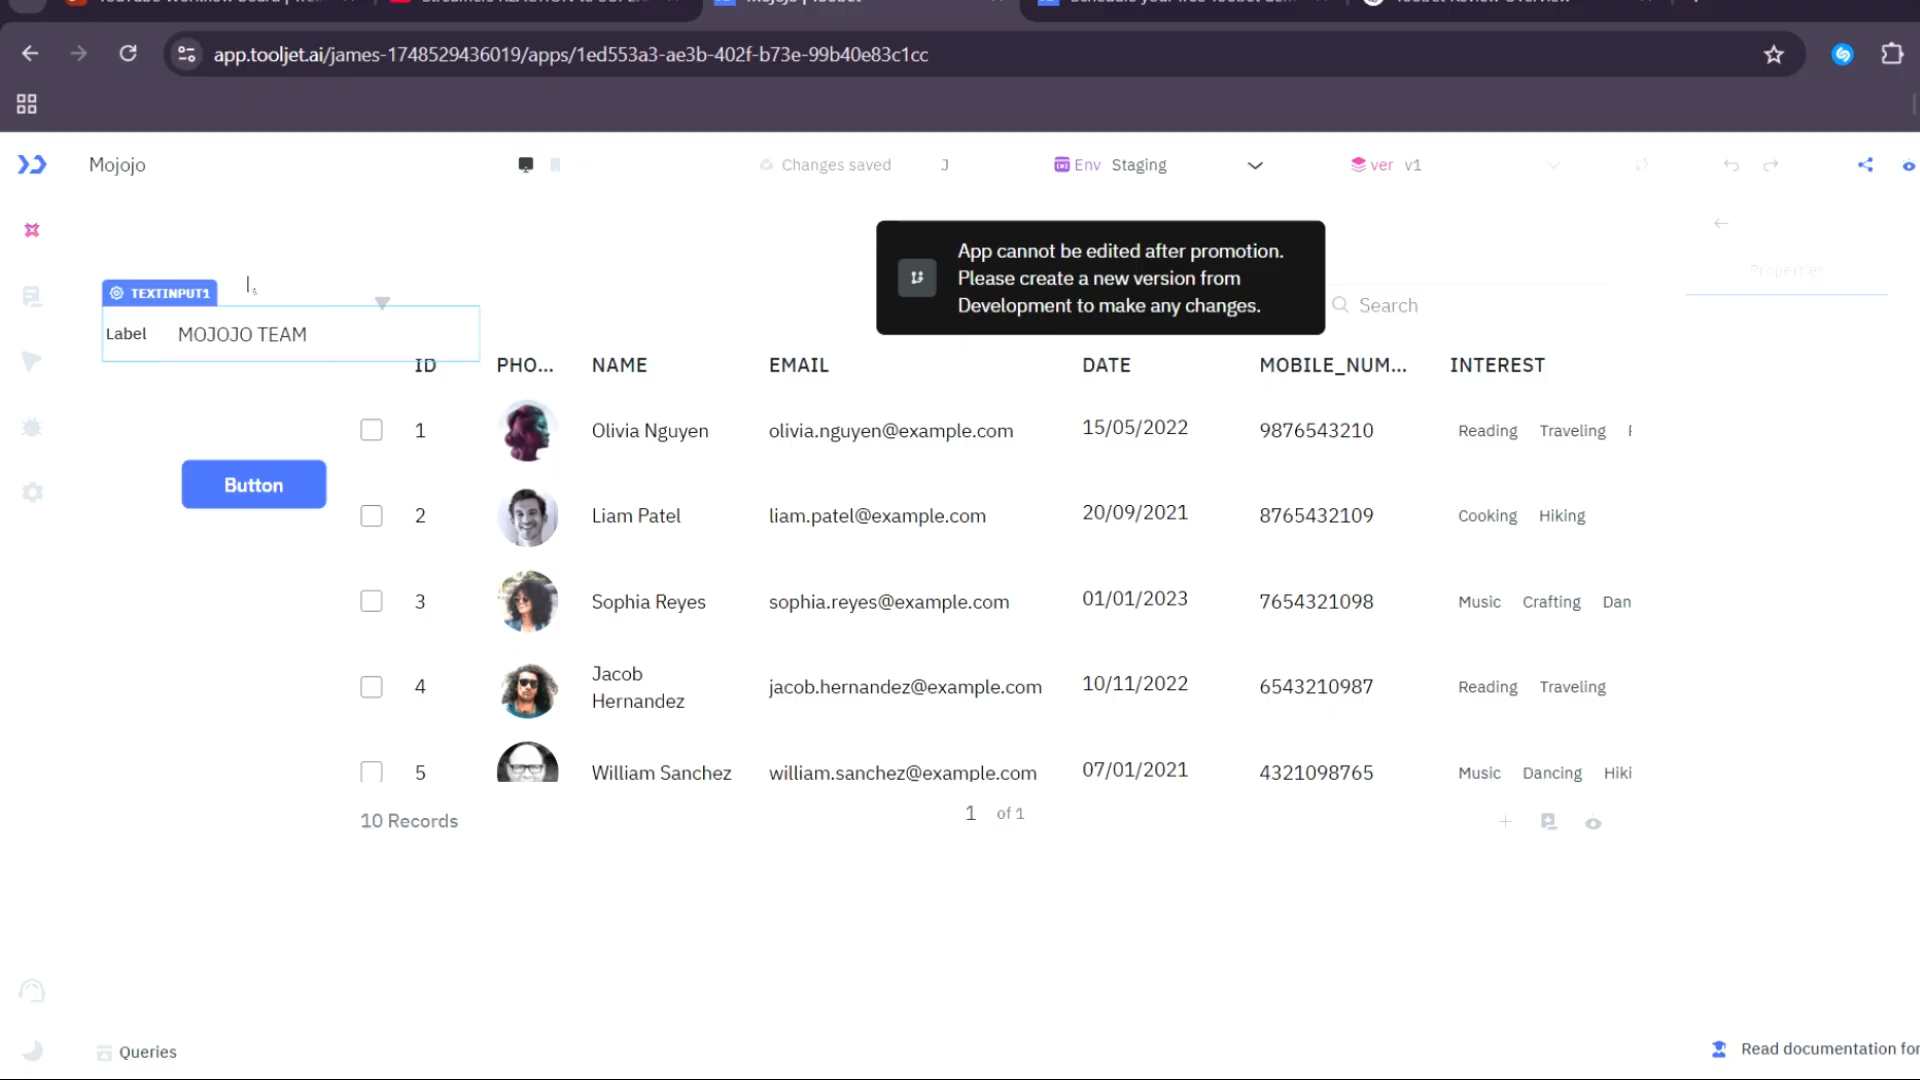 Mojojo | ToolJet
app.tooljet.ai/james-1748529436019/apps/1ed553a3-ae3b-402f-b73e-99b40e83c1cc
Mojojo
Changes saved
J
Env Staging
ver v1
App cannot be edited after promotion.
Please create a new version from
Development to make any changes.
Properties
TEXTINPUT1
Label MOJOJO TEAM
Search
ID PHO... NAME EMAIL DATE MOBILE_NUM... INTEREST
1 Olivia Nguyen olivia.nguyen@example.com 15/05/2022 9876543210 Reading Traveling
Button
2 Liam Patel liam.patel@example.com 20/09/2021 8765432109 Cooking Hiking
3 Sophia Reyes sophia.reyes@example.com 01/01/2023 7654321098 Music Crafting Dan
4 Jacob Hernandez jacob.hernandez@example.com 10/11/2022 6543210987 Reading Traveling
5 William Sanchez william.sanchez@example.com 07/01/2021 4321098765 Music Dancing Hiki
10 Records
1 of 1
Queries
Read documentation for